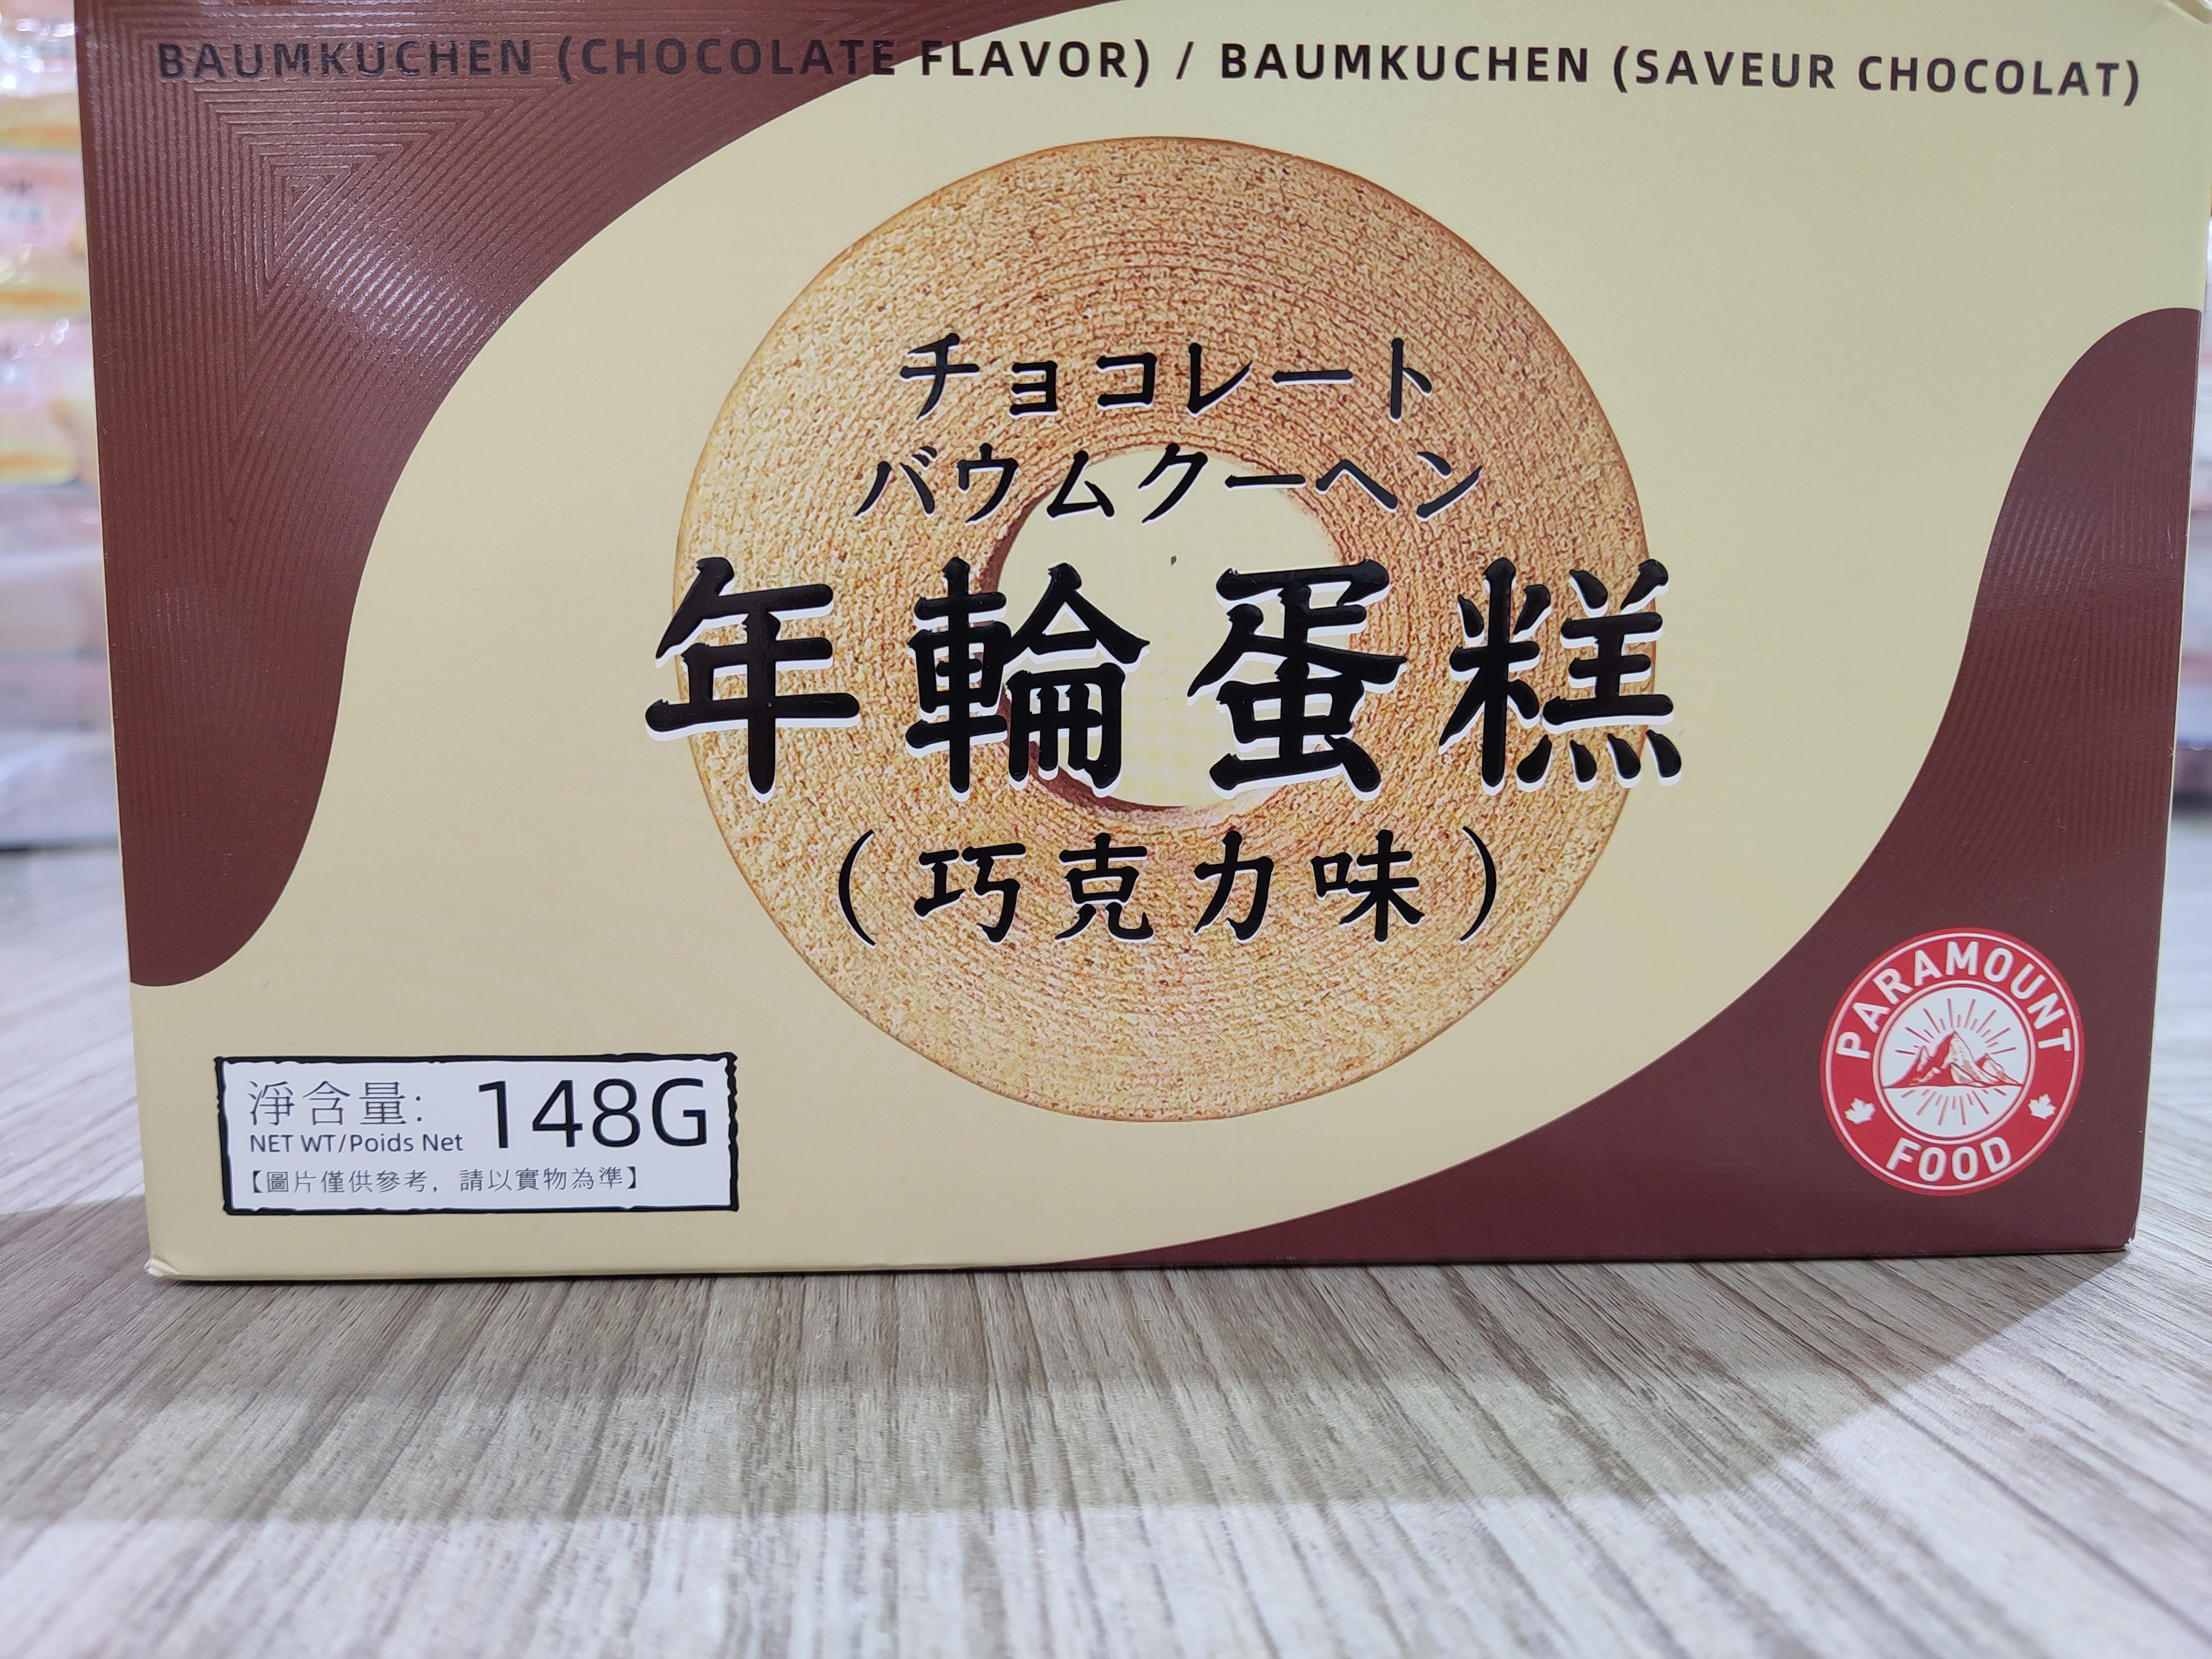 BAUMKUCHEN (CHOCOLATE FLAVOR) / BAUMKUCHEN (SAVEUR CHOCOLAT)
チョコレート
バウムクーヘン
年輪蛋糕
(巧克力味)
淨含量: 148G
NET WT/Poids Net
【圖片僅供參考，請以實物為準】
PARAMOUNT
FOOD